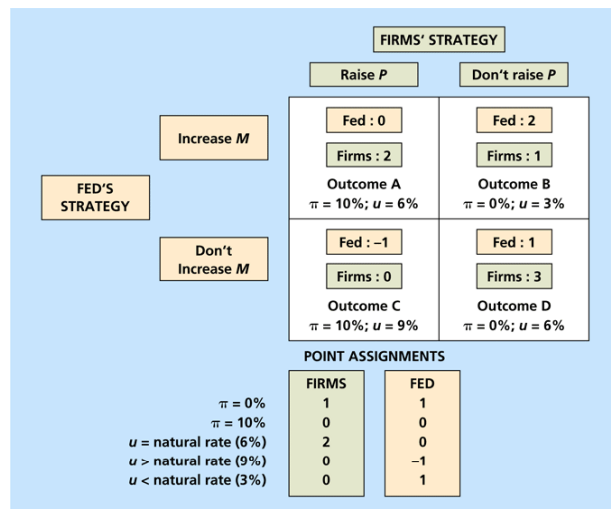 FIRMS' STRATEGY
Raise P
Don't raise P
Increase M
Fed : 0
Firms : 2
Outcome A
π = 10%; u = 6%
Fed : 2
Firms : 1
Outcome B
π = 0%; u = 3%
FED'S
STRATEGY
Don't
Increase M
Fed : –1
Firms : 0
Outcome C
π = 10%; u = 9%
Fed : 1
Firms : 3
Outcome D
π = 0%; u = 6%
POINT ASSIGNMENTS
FIRMS FED
π = 0% 1 1
π = 10% 0 0
u = natural rate (6%) 2 0
u > natural rate (9%) 0 –1
u < natural rate (3%) 0 1